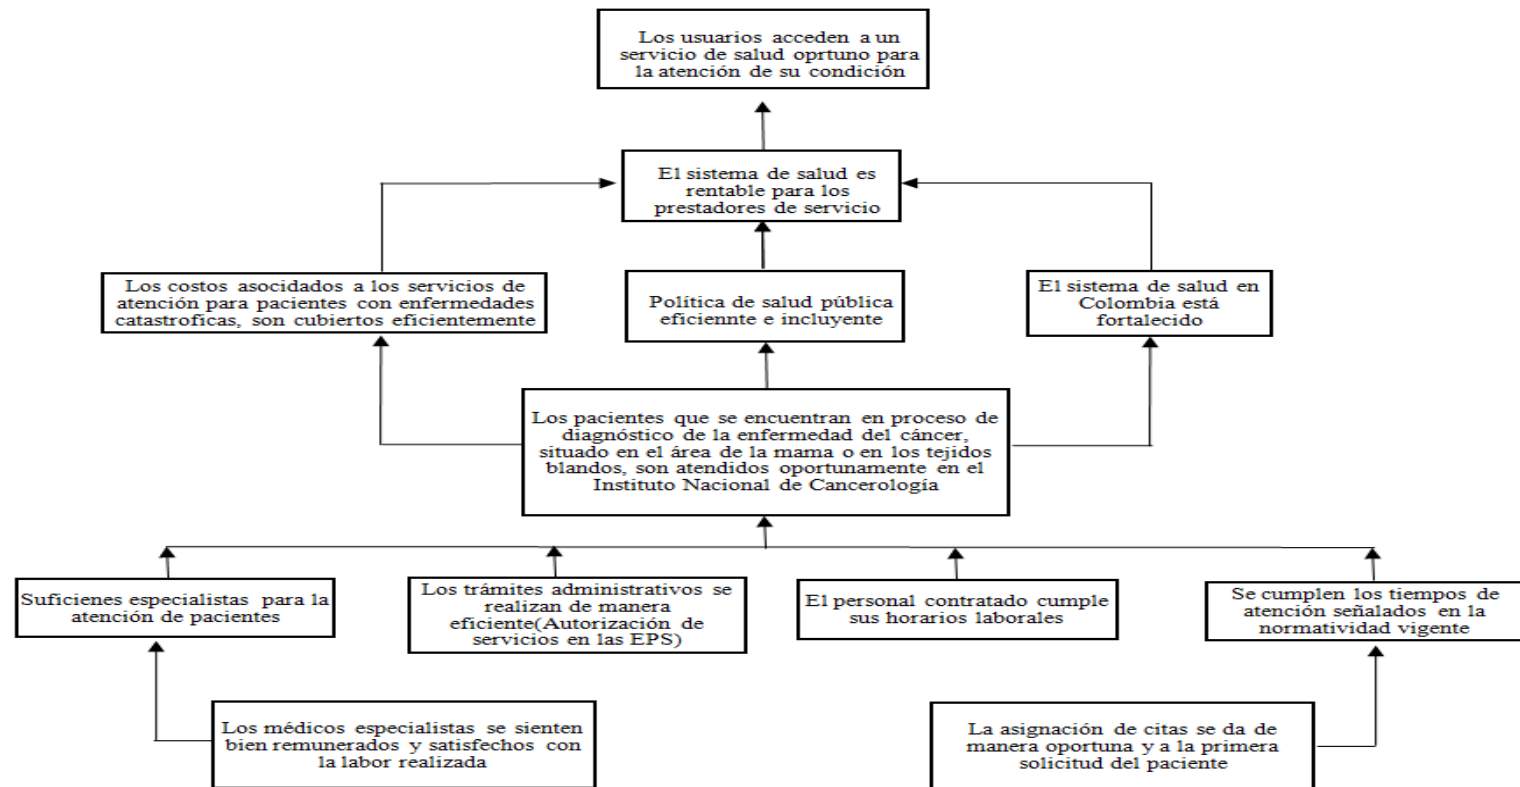 Los usuarios acceden a un
servicio de salud oprtuno para
la atención de su condición
El sistema de salud es
rentable para los
prestadores de servicio
Los costos asocidados a los servicios de
atención para pacientes con enfermedades
catastroficas, son cubiertos eficientemente
Política de salud pública
eficiennte e incluyente
El sistema de salud en
Colombia está
fortalecido
Los pacientes que se encuentran en proceso de
diagnóstico de la enfermedad del cáncer,
situado en el área de la mama o en los tejidos
blandos, son atendidos oportunamente en el
Instituto Nacional de Cancerología
Suficienes especialistas para la
atención de pacientes
Los trámites administrativos se
realizan de manera
eficiente(Autorización de
servicios en las EPS)
El personal contratado cumple
sus horarios laborales
Se cumplen los tiempos de
atención señalados en la
normatividad vigente
Los médicos especialistas se sienten
bien remunerados y satisfechos con
la labor realizada
La asignación de citas se da de
manera oportuna y a la primera
solicitud del paciente